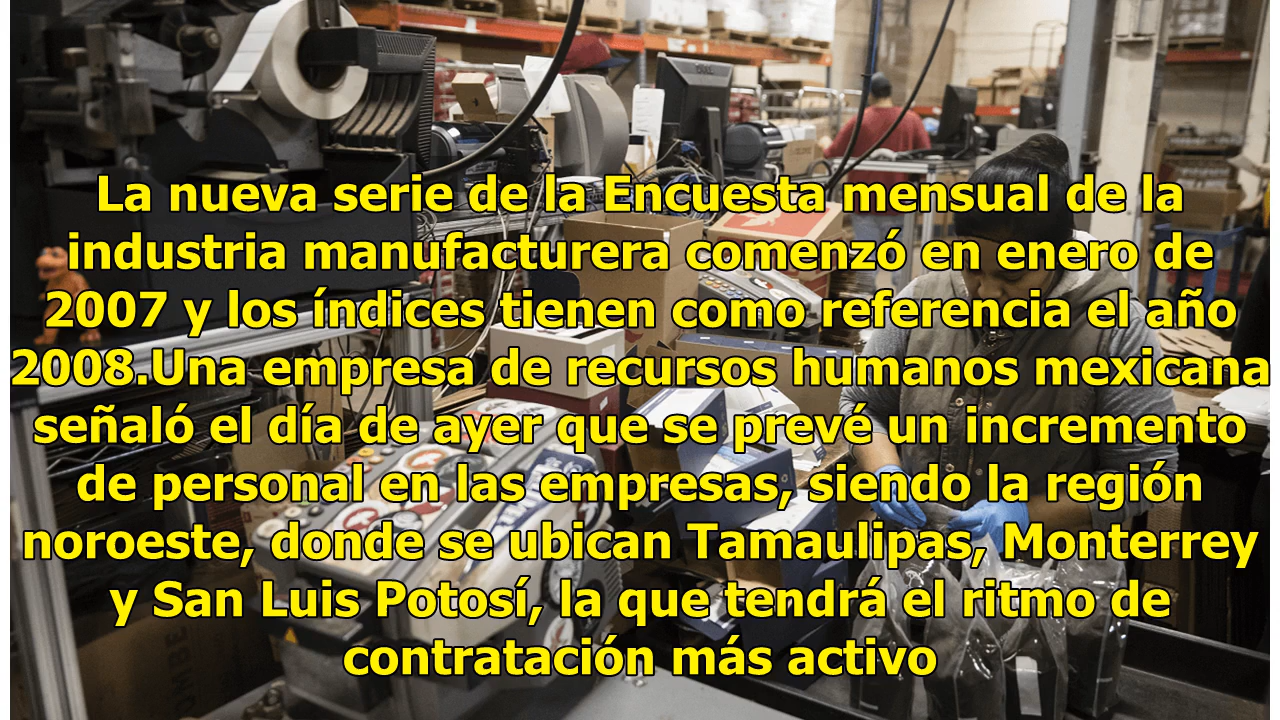 La nueva serie de la Encuesta mensual de la
industria manufacturera comenzó en enero de
2007 y los índices tienen como referencia el año
2008.Una empresa de recursos humanos mexicana
señaló el día de ayer que se prevé un incremento
de personal en las empresas, siendo la región
noroeste, donde se ubican Tamaulipas, Monterrey
y San Luis Potosí, la que tendrá el ritmo de
contratación más activo